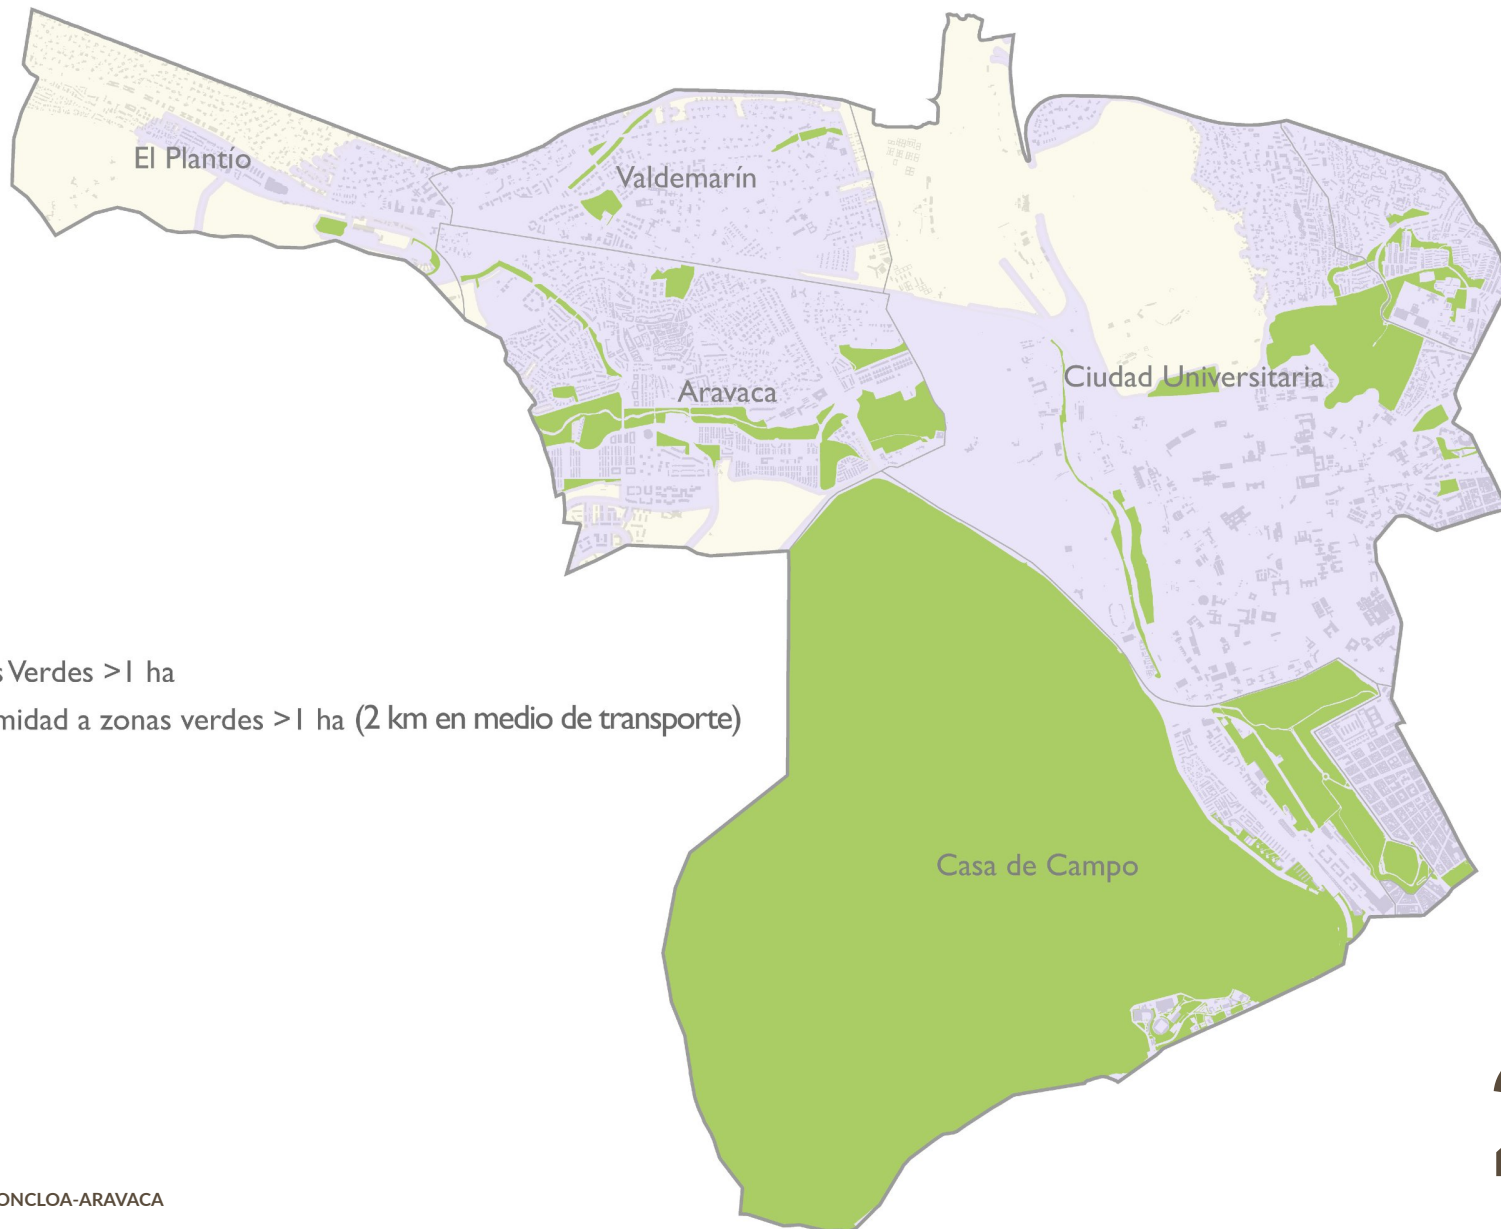 El Plantío
Valdemarín
Aravaca
Ciudad Universitaria
s Verdes >1 ha
midad a zonas verdes >1 ha (2 km en medio de transporte)
Casa de Campo
ONCLOA-ARAVACA